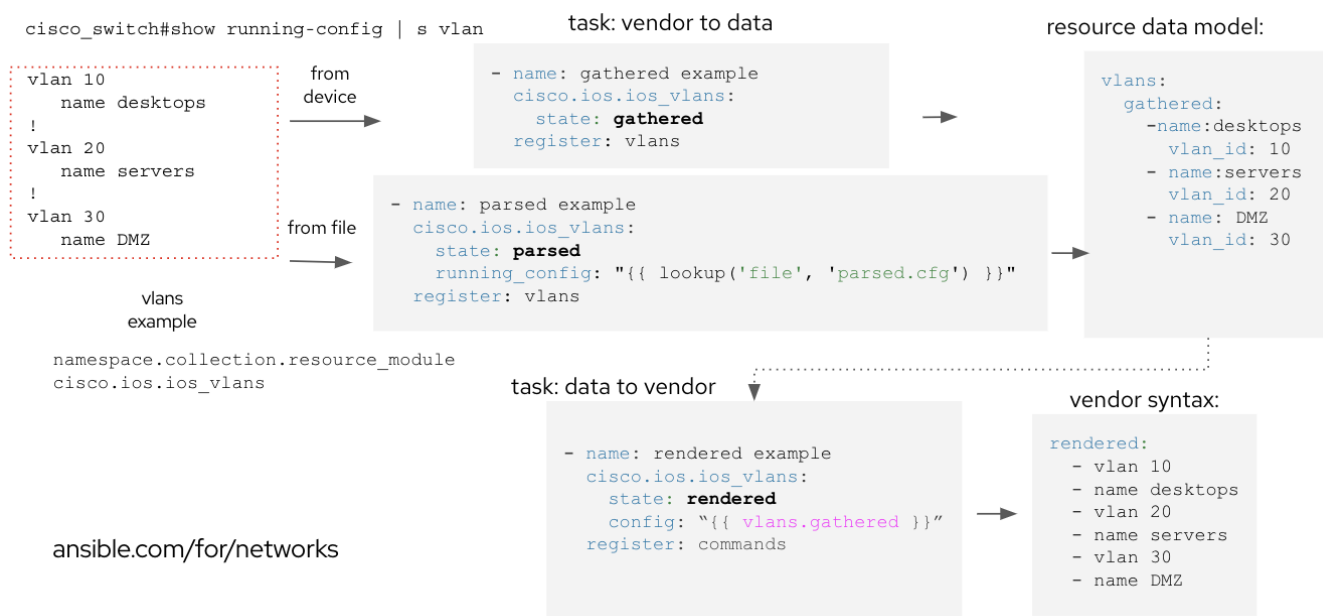 cisco_switch#show running-config | s vlan
vlan 10
name desktops
!
vlan 20
name servers
!
vlan 30
name DMZ
from
device
from file
vlans
example
namespace.collection.resource_module
cisco.ios.ios_vlans
task: vendor to data
- name: gathered example
cisco.ios.ios_vlans:
state: gathered
register: vlans
- name: parsed example
cisco.ios.ios_vlans:
state: parsed
running_config: "{{ lookup('file', 'parsed.cfg') }}"
register: vlans
resource data model:
vlans:
gathered:
-name:desktops
vlan_id: 10
- name:servers
vlan_id: 20
- name: DMZ
vlan_id: 30
task: data to vendor
- name: rendered example
cisco.ios.ios_vlans:
state: rendered
config: “{{ vlans.gathered }}”
register: commands
vendor syntax:
rendered:
- vlan 10
- name desktops
- vlan 20
- name servers
- vlan 30
- name DMZ
ansible.com/for/networks